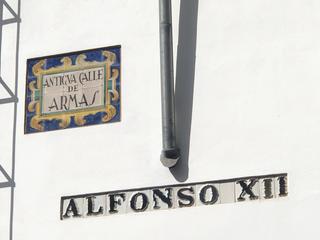 ANTIGVA CALLE
DE
ARMAS
ALFONSO XII